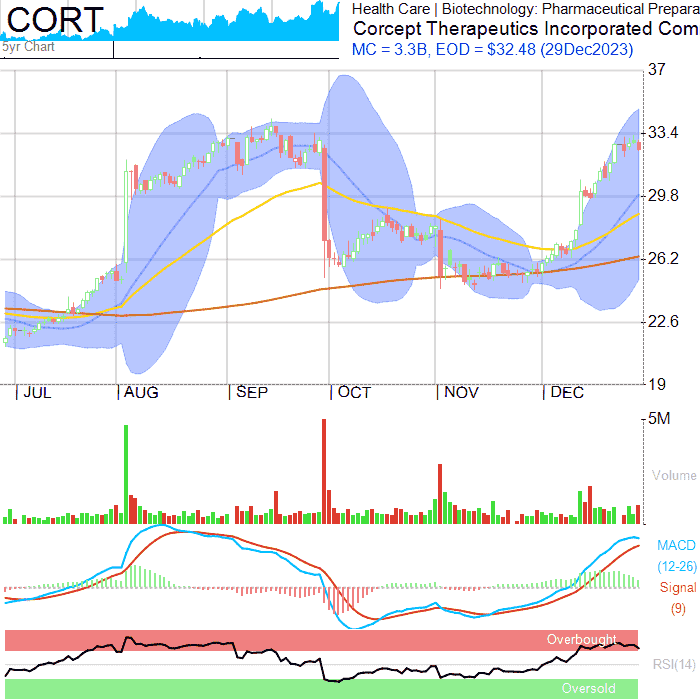 CORT
5yr Chart
Health Care | Biotechnology: Pharmaceutical Prepara
Corcept Therapeutics Incorporated Com
MC = 3.3B, EOD = $32.48 (29Dec2023)
37
33.4
29.8
26.2
22.6
19
| JUL | AUG | SEP | OCT | NOV | DEC
5M
Volume
MACD
(12-26)
Signal
(9)
Overbought
RSI(14)
Oversold